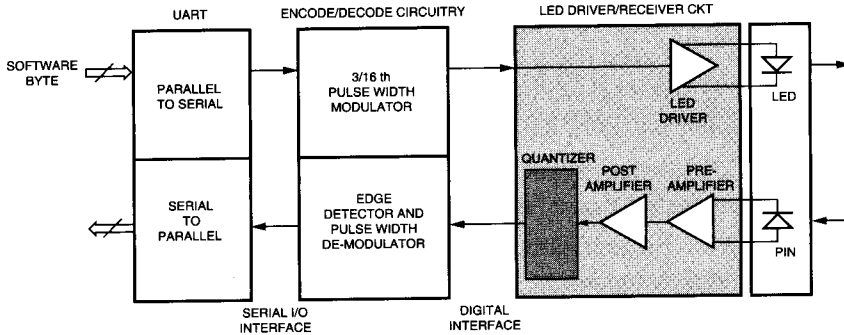 UART
ENCODE/DECODE CIRCUITRY
LED DRIVER/RECEIVER CKT
SOFTWARE
BYTE
PARALLEL
TO SERIAL
3/16 th
PULSE WIDTH
MODULATOR
LED
DRIVER
LED
SERIAL
TO
PARALLEL
EDGE
DETECTOR AND
PULSE WIDTH
DE-MODULATOR
QUANTIZER
POST
AMPLIFIER
PRE-
AMPLIFIER
PIN
SERIAL I/O
INTERFACE
DIGITAL
INTERFACE